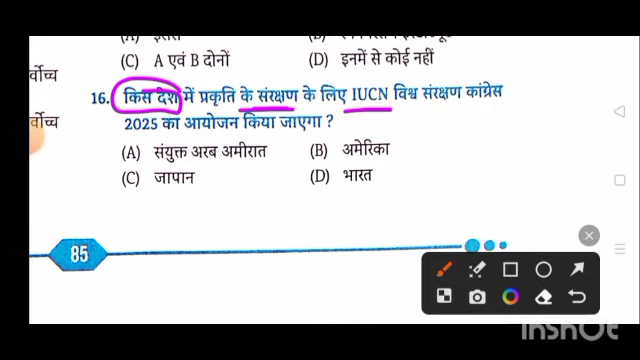 (C) A एवं B दोनों (D) इनमें से कोई नहीं
र्वोच्च
16. किस देश में प्रकृति के संरक्षण के लिए IUCN विश्व संरक्षण कांग्रेस
र्वोच्च 2025 का आयोजन किया जाएगा ?
(A) संयुक्त अरब अमीरात (B) अमेरिका
(C) जापान (D) भारत
85
InShOt